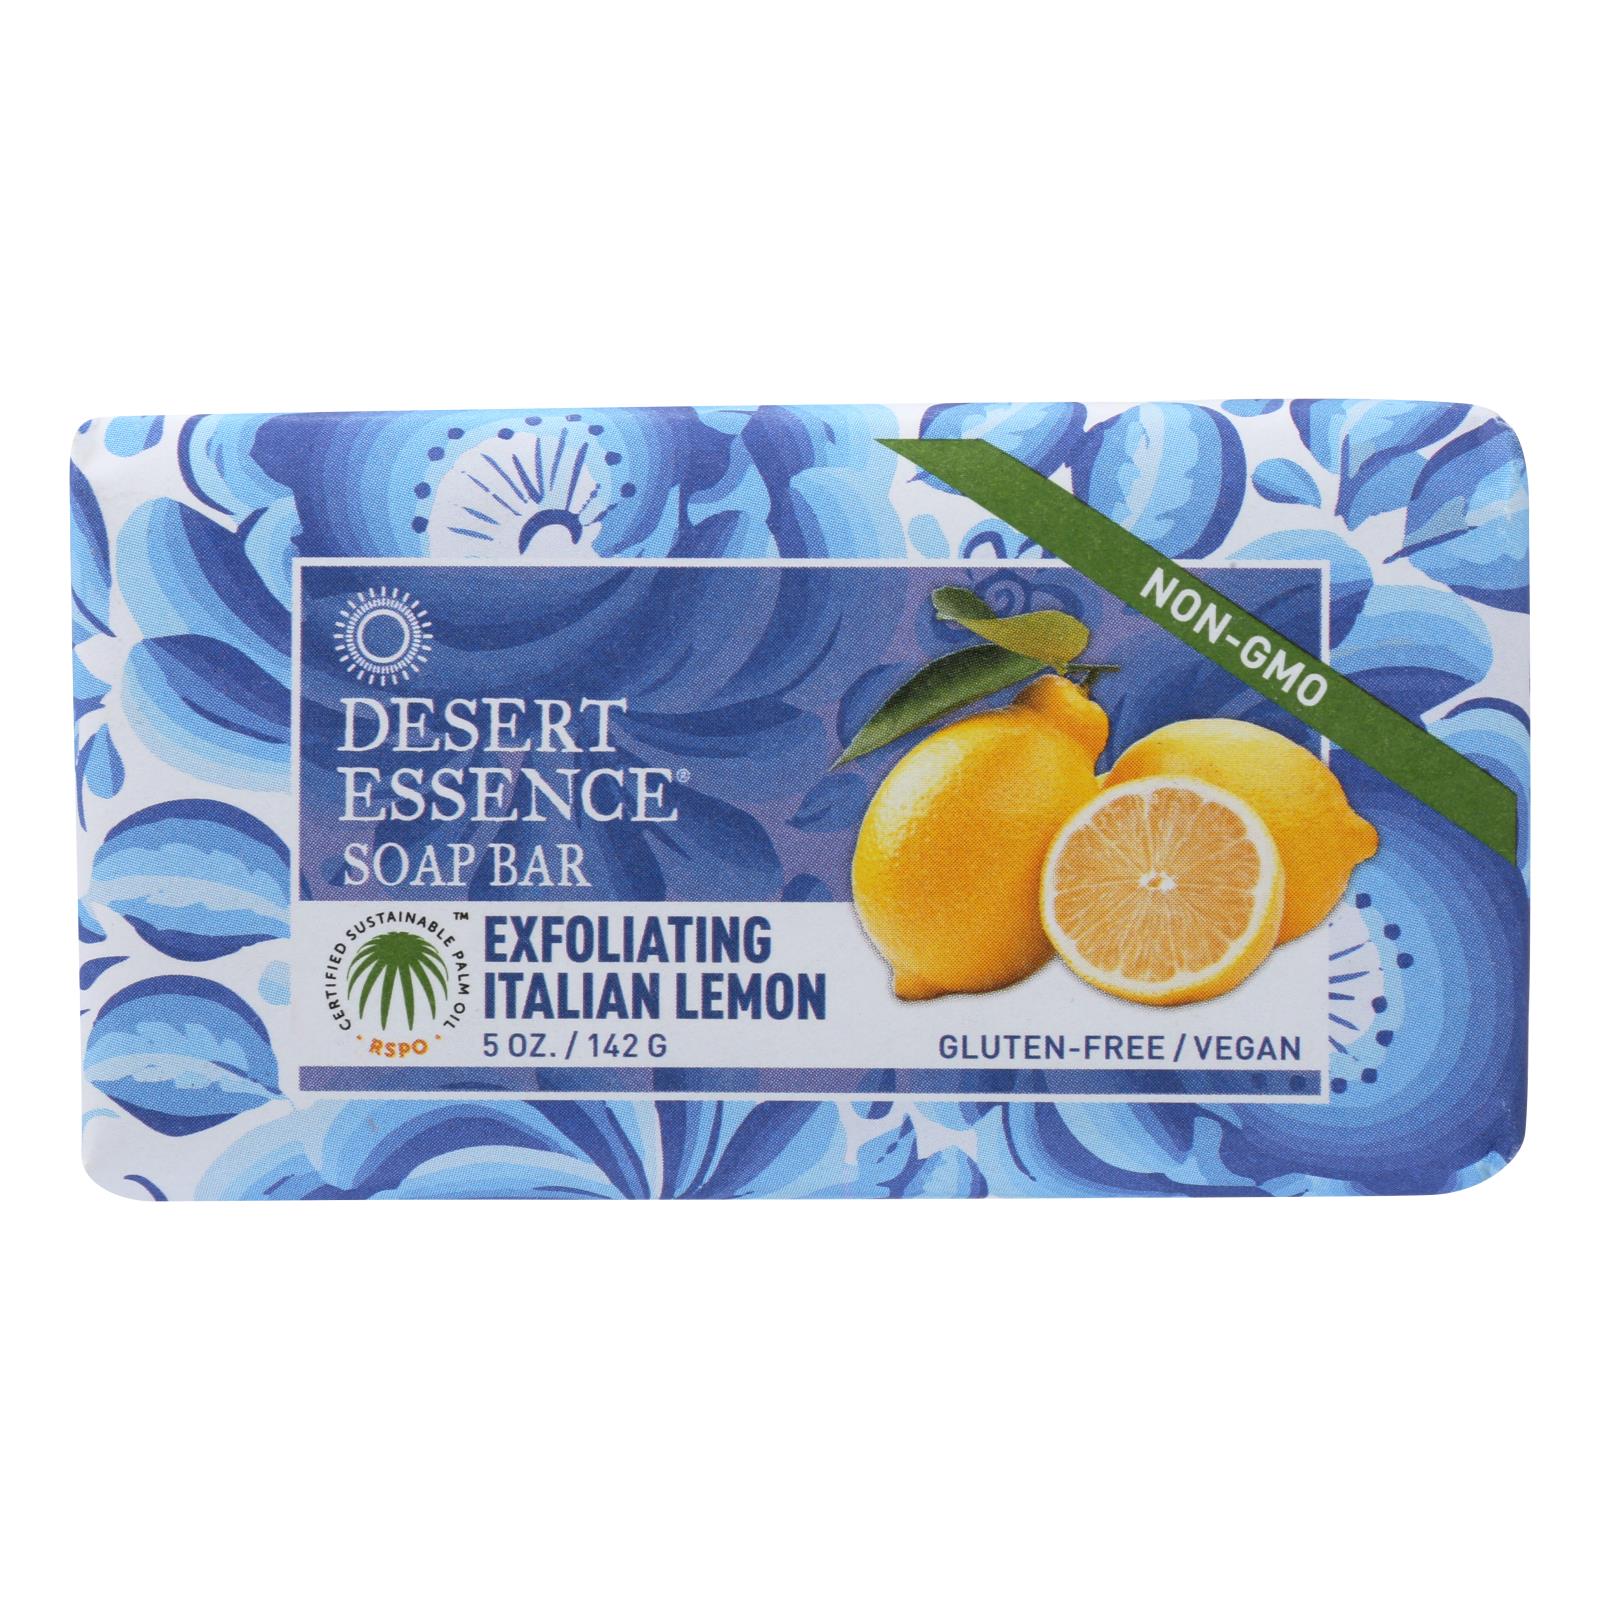 NON-GMO
DESERT
ESSENCE®
SOAP BAR
CERTIFIED SUSTAINABLE PALM OIL™
RSPO
EXFOLIATING
ITALIAN LEMON
5 OZ. / 142 G
GLUTEN-FREE / VEGAN